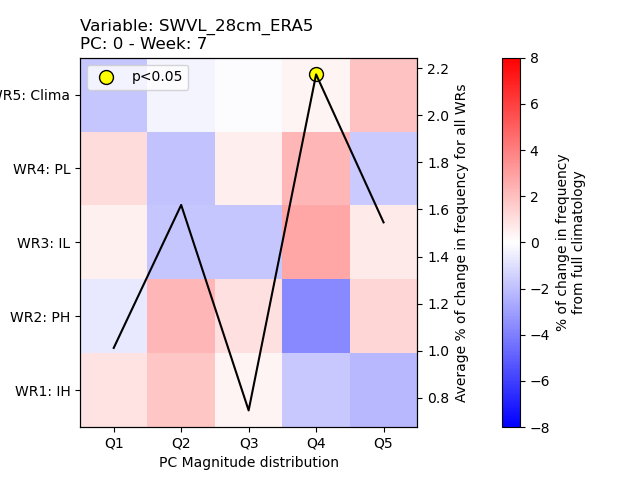 Variable: SWVL_28cm_ERA5
PC: 0 - Week: 7
p<0.05
WR5: Clima
WR4: PL
WR3: IL
WR2: PH
WR1: IH
Q1 Q2 Q3 Q4 Q5
PC Magnitude distribution
2.2
2.0
1.8
1.6
1.4
1.2
1.0
0.8
Average % of change in frequency for all WRs
8
6
4
2
0
−2
−4
−6
−8
% of change in frequency
from full climatology